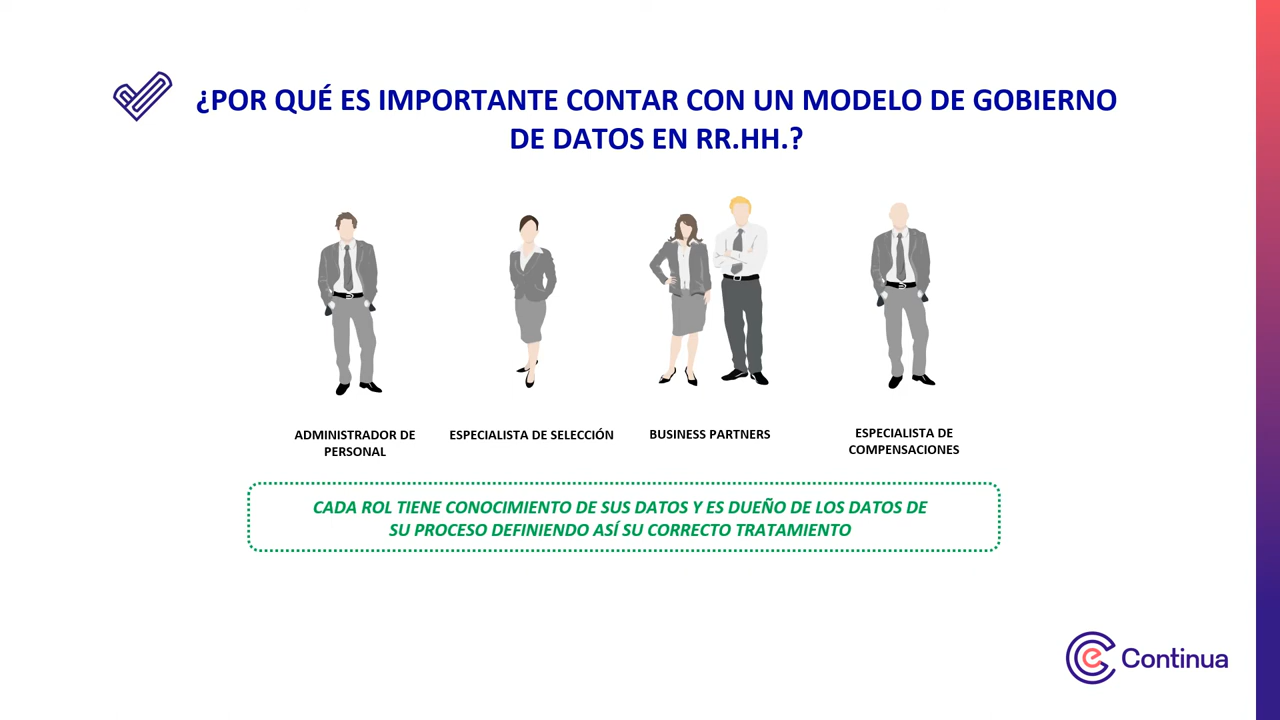 ¿POR QUÉ ES IMPORTANTE CONTAR CON UN MODELO DE GOBIERNO
DE DATOS EN RR.HH.?
ADMINISTRADOR DE
PERSONAL
ESPECIALISTA DE SELECCIÓN
BUSINESS PARTNERS
ESPECIALISTA DE
COMPENSACIONES
CADA ROL TIENE CONOCIMIENTO DE SUS DATOS Y ES DUEÑO DE LOS DATOS DE
SU PROCESO DEFINIENDO ASÍ SU CORRECTO TRATAMIENTO
Continua